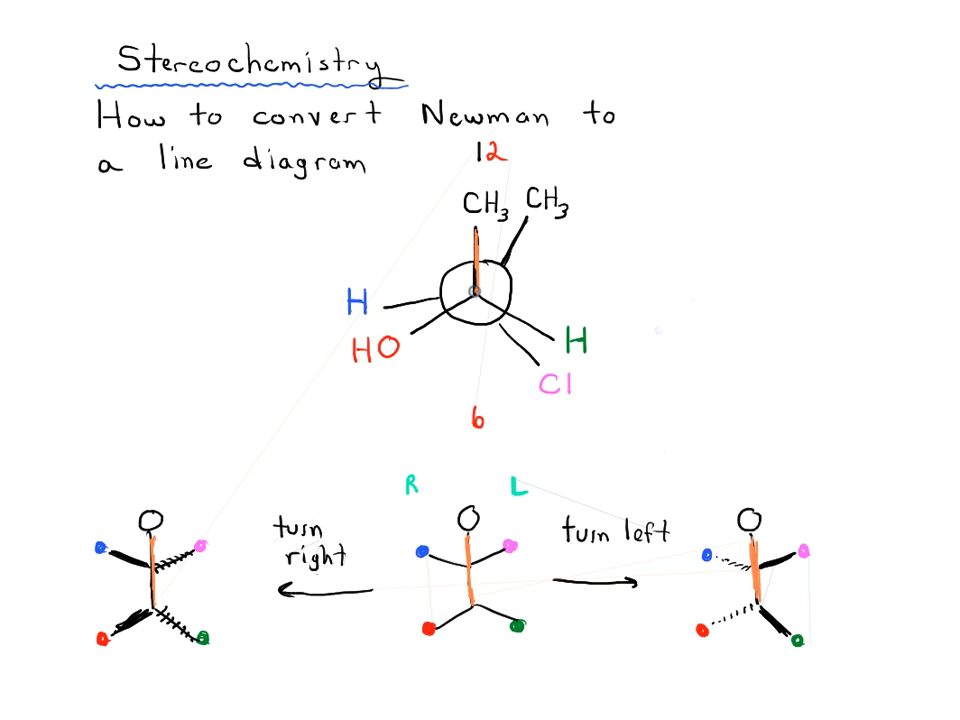 Stereochemistry
How to convert Newman to
a line diagram
12
CH3 CH3
H
HO
H
Cl
6
R L
turn
right
turn left